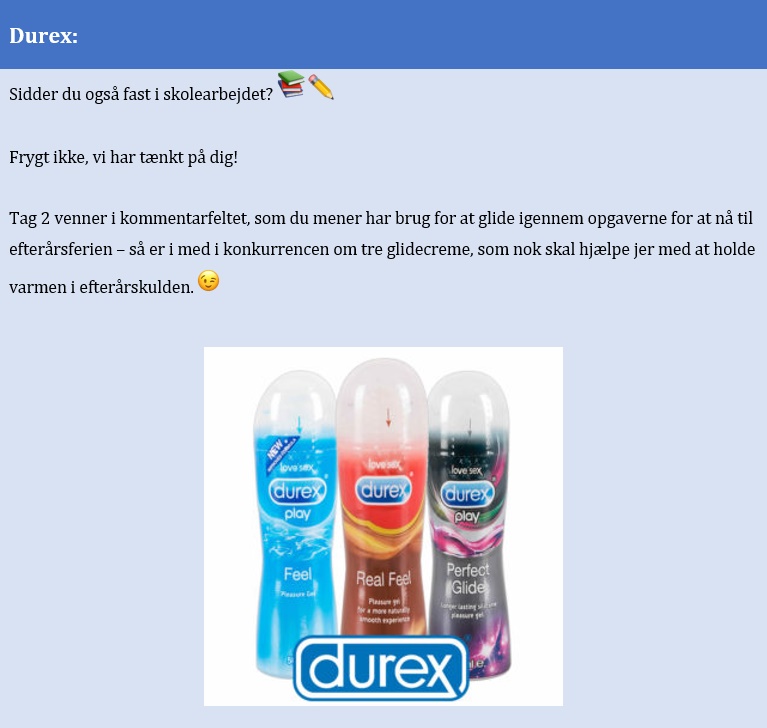 Durex:
Sidder du også fast i skolearbejdet? 📚✏️
Frygt ikke, vi har tænkt på dig!
Tag 2 venner i kommentarfeltet, som du mener har brug for at glide igennem opgaverne for at nå til
efterårsferien – så er i med i konkurrencen om tre glidecreme, som nok skal hjælpe jer med at holde
varmen i efterårskulden. 😉
NEW
love sex
durex
play
Feel
Pleasure Gel
love sex
durex
Real Feel
Pleasure gel
for a more naturally
smooth experience
love sex
durex
play
Perfect
Glide
Longer lasting silicone
pleasure gel.
durex